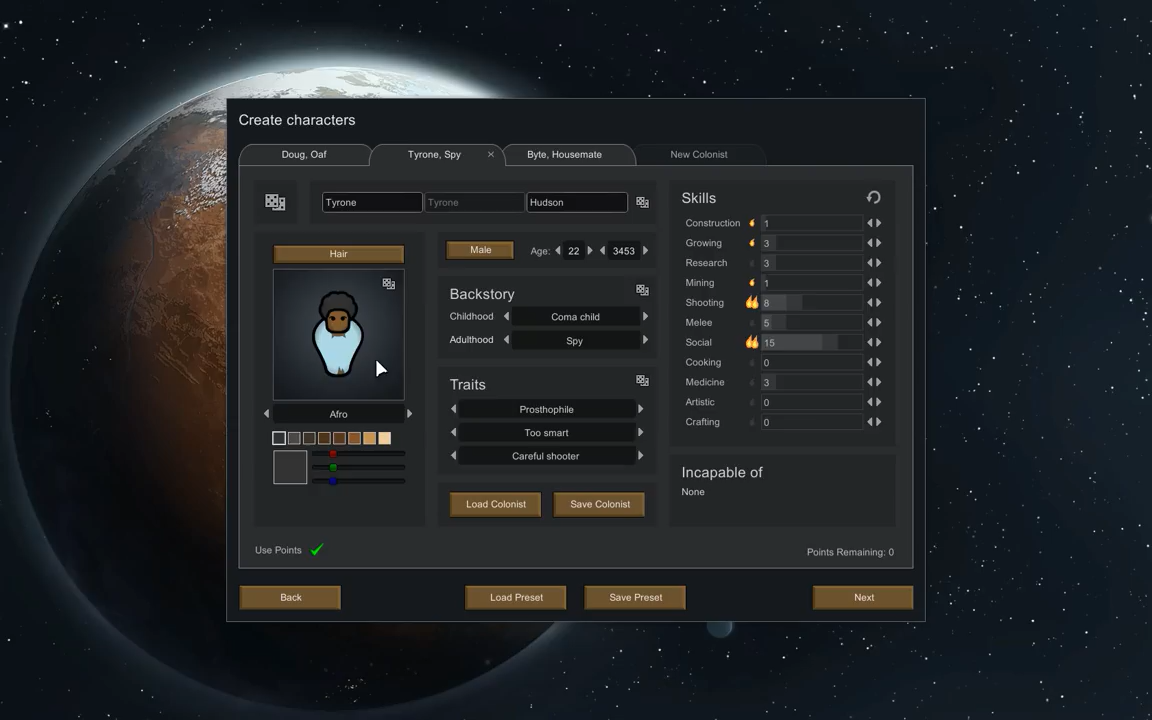 Create characters
Doug, Oaf
Tyrone, Spy
Byte, Housemate
New Colonist
Tyrone
Tyrone
Hudson
Hair
Male
Age:
22
3453
Backstory
Childhood
Coma child
Adulthood
Spy
Traits
Prosthophile
Too smart
Careful shooter
Afro
Load Colonist
Save Colonist
Skills
Construction 1
Growing 3
Research 3
Mining 1
Shooting 8
Melee 5
Social 15
Cooking 0
Medicine 3
Artistic 0
Crafting 0
Incapable of
None
Use Points
Points Remaining: 0
Back
Load Preset
Save Preset
Next